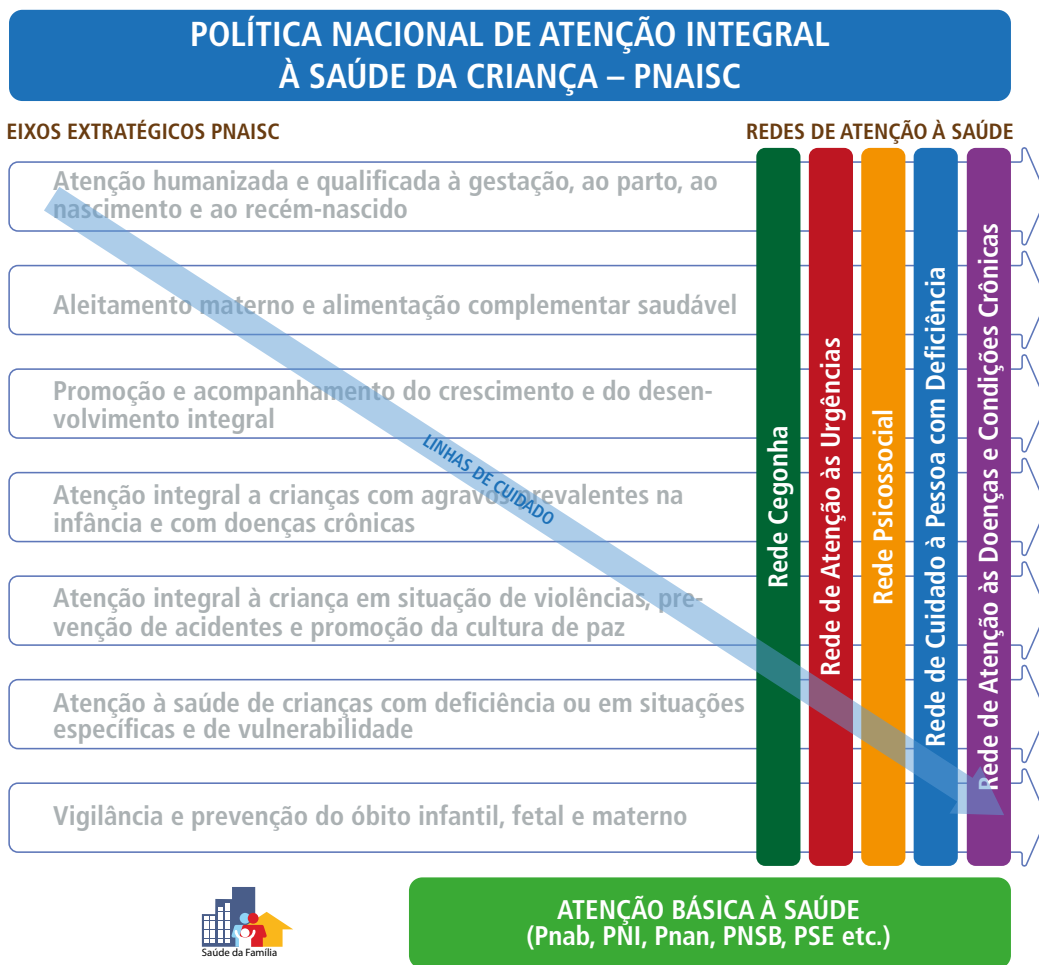 POLÍTICA NACIONAL DE ATENÇÃO INTEGRAL
À SAÚDE DA CRIANÇA – PNAISC
EIXOS EXTRATÉGICOS PNAISC
REDES DE ATENÇÃO À SAÚDE
Atenção humanizada e qualificada à gestação, ao parto, ao
nascimento e ao recém-nascido
Aleitamento materno e alimentação complementar saudável
Promoção e acompanhamento do crescimento e do desen-
volvimento integral
Atenção integral a crianças com agravos prevalentes na
infância e com doenças crônicas
Atenção integral à criança em situação de violências, pre-
venção de acidentes e promoção da cultura de paz
Atenção à saúde de crianças com deficiência ou em situações
específicas e de vulnerabilidade
Vigilância e prevenção do óbito infantil, fetal e materno
LINHAS DE CUIDADO
Rede Cegonha
Rede de Atenção às Urgências
Rede Psicossocial
Rede de Cuidado à Pessoa com Deficiência
Rede de Atenção às Doenças e Condições Crônicas
Saúde da Família
ATENÇÃO BÁSICA À SAÚDE
(Pnab, PNI, Pnan, PNSB, PSE etc.)